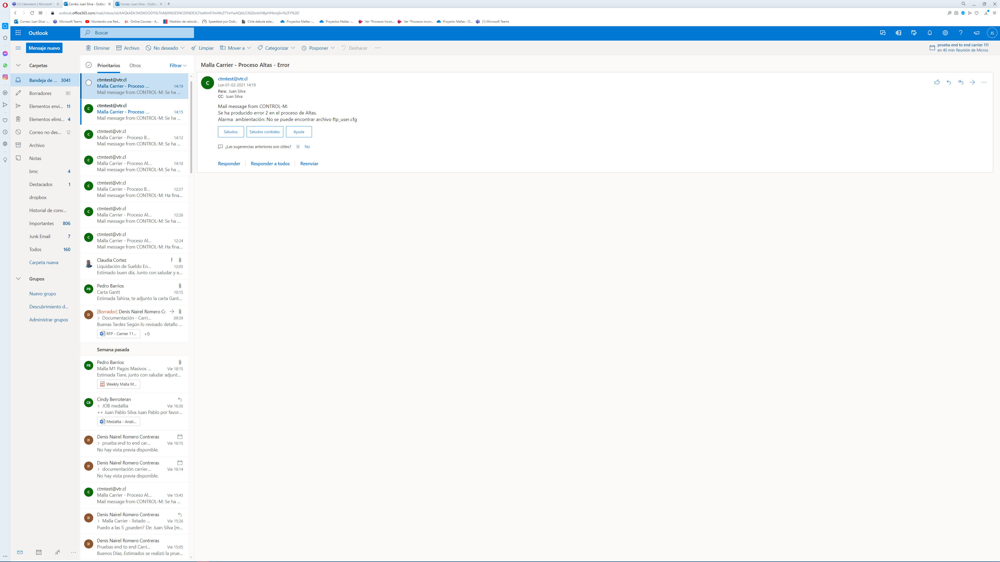 (1) Calendario | Microsoft T
Correo: Juan Silva - Outloo
Correo: Juan Silva - Outloo
outlook.office365.com/mail/inbox/id/
Correo: Juan Silva -...
Microsoft Teams
Montando una Red...
Online Courses - A...
Medidor de velocid...
Speedtest por Ookl...
Chile debuta este...
Proyectos Mallas -...
Proyectos Mallas -...
Ver "Procesos Incon...
Ver "Procesos incon...
Proyecto Mallas - O...
(1) Microsoft Teams
Outlook
Buscar
JS
Mensaje nuevo
Eliminar
Archivo
No deseado
Limpiar
Mover a
Categorizar
Posponer
Deshacer
prueba end to end carrier 111
en 40 min Reunión de Micros
Carpetas
Bandeja de ... 3041
Borradores 90
Elementos envi... 11
Elementos elimi... 4
Correo no des... 12
Archivo
Notas
bmc 4
Destacados 1
dropbox
Historial de conv...
Importantes 806
Junk Email 7
Todos 160
Carpeta nueva
Grupos
Nuevo grupo
Descubrimiento d...
Administrar grupos
Prioritarios
Otros
Filtrar
ctmtest@vtr.cl
Malla Carrier - Proceso ... 14:19
Mail message from CONTROL-M: Se ha ...
C
ctmtest@vtr.cl
Malla Carrier - Proceso ... 14:15
Mail message from CONTROL-M: Se ha ...
C
ctmtest@vtr.cl
Malla Carrier - Proceso B... 14:12
Mail message from CONTROL-M: Se ha ...
C
ctmtest@vtr.cl
Malla Carrier - Proceso Al... 14:10
Mail message from CONTROL-M: Se ha ...
C
ctmtest@vtr.cl
Malla Carrier - Proceso B... 12:27
Mail message from CONTROL-M: Ha fina...
C
ctmtest@vtr.cl
Malla Carrier - Proceso Al... 12:26
Mail message from CONTROL-M: Se ha ...
C
ctmtest@vtr.cl
Malla Carrier - Proceso Al... 12:24
Mail message from CONTROL-M: Ha fina...
Claudia Cortez
Liquidación de Sueldo En... 12:05
Estimado buen día, Junto con saludar y e...
PB
Pedro Barrios
Carta Gantt 10:15
Estimada Tahina, te adjunto la carta Gant...
D
[Borrador] Denis Nairel Romero Co
Documentación - Carri... 09:39
Buenas Tardes Según lo revisado detallo ...
RFP - Carrier 11... +9
Semana pasada
PB
Pedro Barrios
Malla M1 Pagos Masivos ... Vie 18:15
Estimada Tiare, junto con saludar adjunt...
Weekly Malla M...
CB
Cindy Berroteran
JOB medallia Vie 16:36
++ Juan Pablo Silva Juan Pablo por favor...
Medallia - Anali...
D
Denis Nairel Romero Contreras
prueba end to end car... Vie 16:15
No hay vista previa disponible.
D
Denis Nairel Romero Contreras
documentación carrier... Vie 16:14
No hay vista previa disponible.
C
ctmtest@vtr.cl
Malla Carrier - Proceso Al... Vie 15:43
Mail message from CONTROL-M: Se ha ...
D
Denis Nairel Romero Contreras
Malla Carrier - listado ... Vie 15:26
Puedo a las 5 ¿pueden? De: Juan Silva [m...
D
Denis Nairel Romero Contreras
Pruebas end to end Carri... Vie 15:05
Buenos Días, Estimados se realizó la prue...
Malla Carrier - Proceso Altas - Error
C
ctmtest@vtr.cl
Lun 01-02-2021 14:19
Para: Juan Silva
CC: Juan Silva
Mail message from CONTROL-M:
Se ha producido error 2 en el proceso de Altas.
Alarma ambientación: No se puede encontrar archivo ftp_user.cfg
Saludos.
Saludos cordiales.
Ayuda
¿Las sugerencias anteriores son útiles? Sí No
Responder
Responder a todos
Reenviar